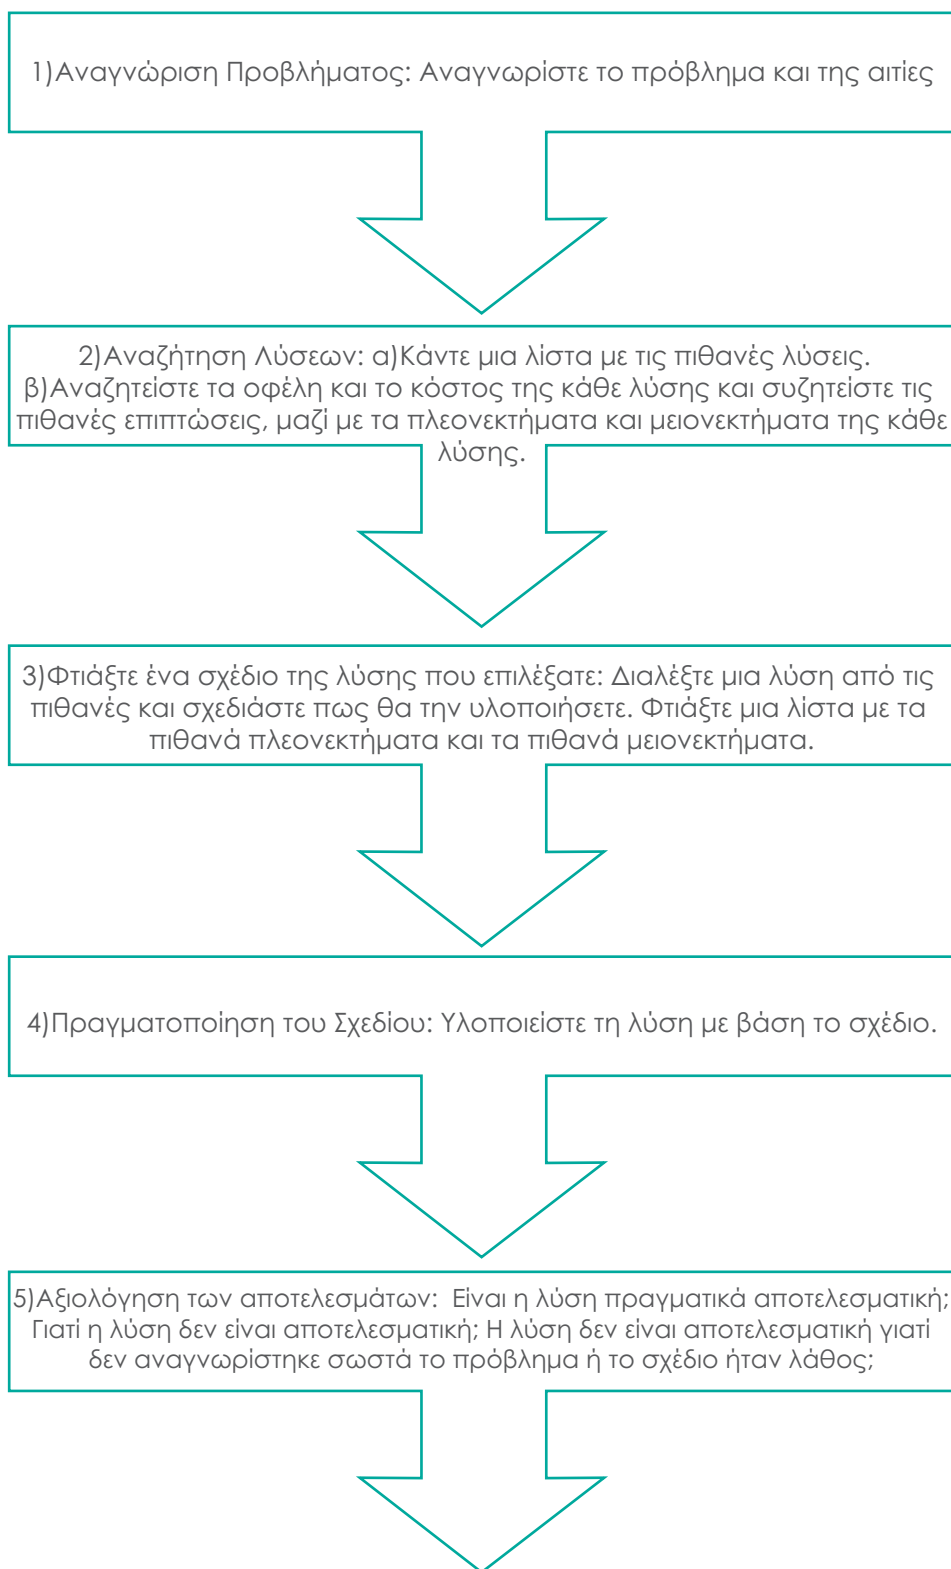 1)Αναγνώριση Προβλήματος: Αναγνωρίστε το πρόβλημα και της αιτίες
2)Αναζήτηση Λύσεων: α)Κάντε μια λίστα με τις πιθανές λύσεις.
β)Αναζητείστε τα οφέλη και το κόστος της κάθε λύσης και συζητείστε τις
πιθανές επιπτώσεις, μαζί με τα πλεονεκτήματα και μειονεκτήματα της κάθε
λύσης.
3)Φτιάξτε ένα σχέδιο της λύσης που επιλέξατε: Διαλέξτε μια λύση από τις
πιθανές και σχεδιάστε πως θα την υλοποιήσετε. Φτιάξτε μια λίστα με τα
πιθανά πλεονεκτήματα και τα πιθανά μειονεκτήματα.
4)Πραγματοποίηση του Σχεδίου: Υλοποιείστε τη λύση με βάση το σχέδιο.
5)Αξιολόγηση των αποτελεσμάτων:  Είναι η λύση πραγματικά αποτελεσματική;
Γιατί η λύση δεν είναι αποτελεσματική; Η λύση δεν είναι αποτελεσματική γιατί
δεν αναγνωρίστηκε σωστά το πρόβλημα ή το σχέδιο ήταν λάθος;